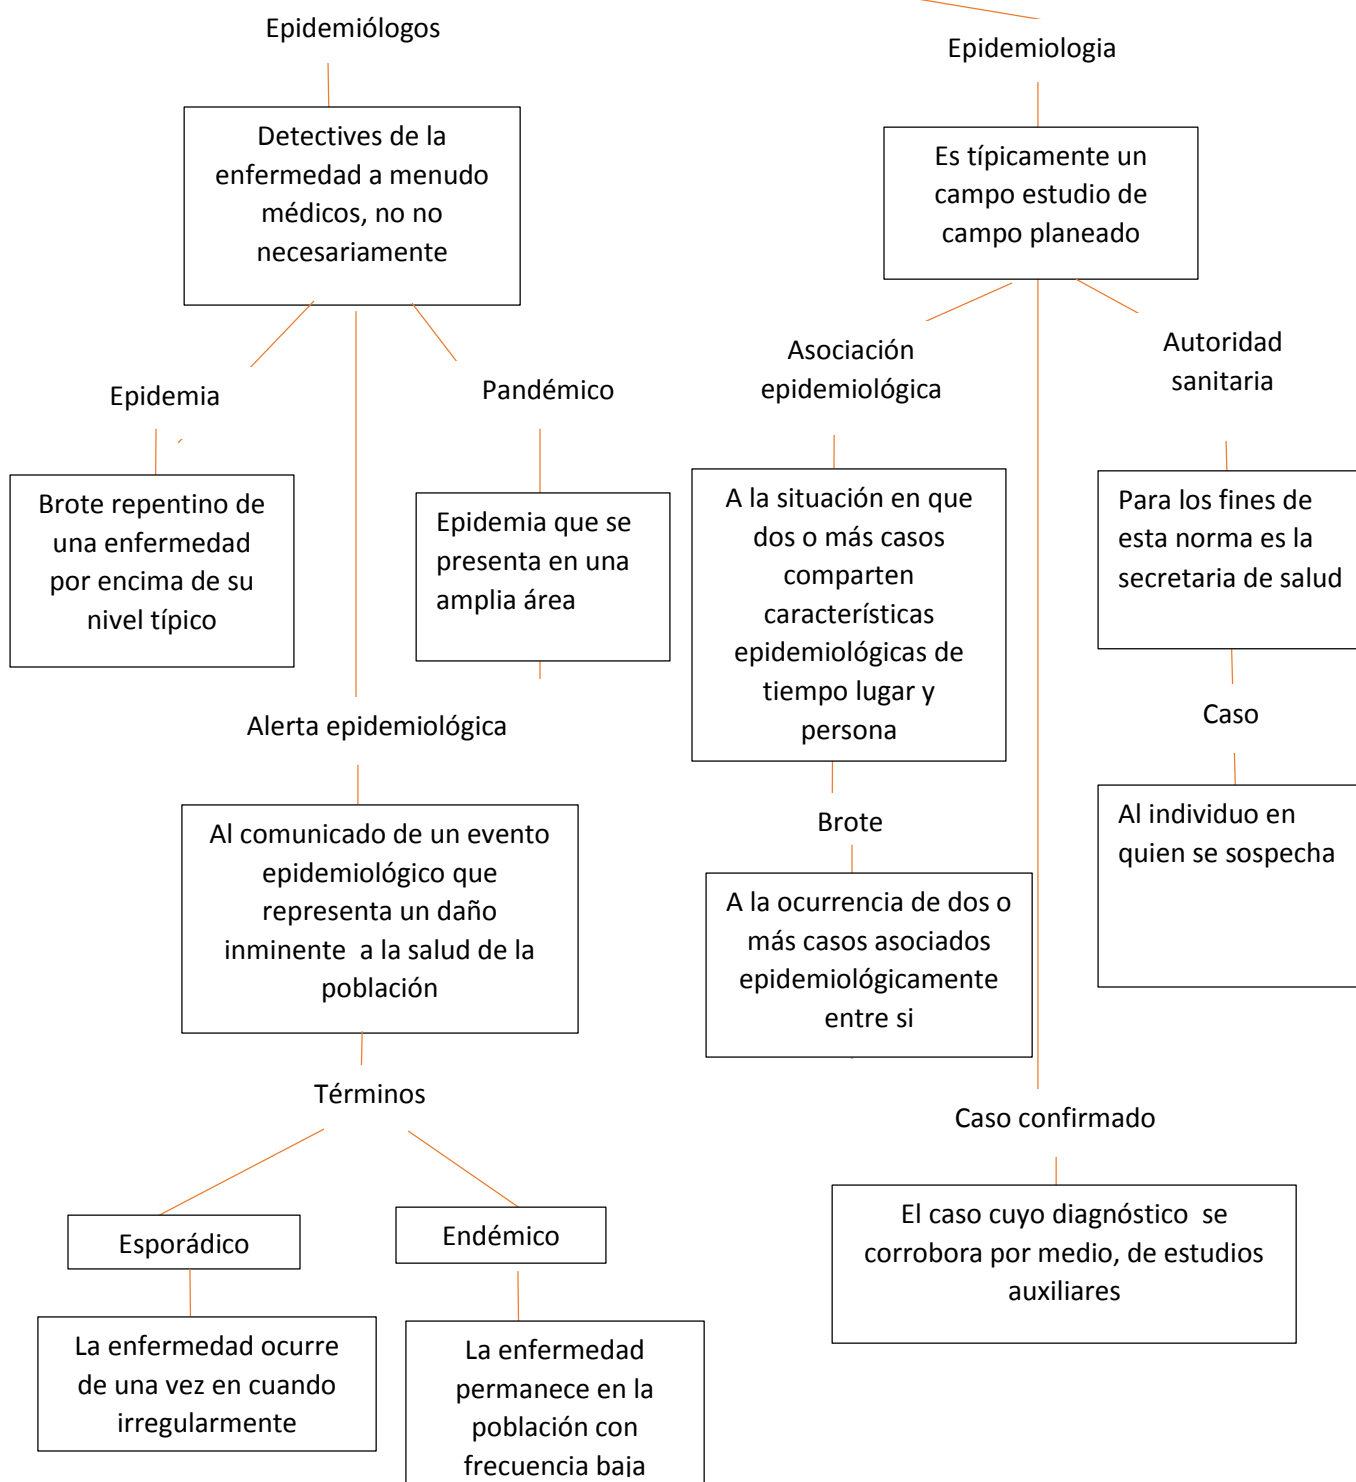 Epidemiólogos
Detectives de la
enfermedad a menudo
médicos, no no
necesariamente
Epidemia
Brote repentino de
una enfermedad
por encima de su
nivel típico
Pandémico
Epidemia que se
presenta en una
amplia área
Alerta epidemiológica
Al comunicado de un evento
epidemiológico que
representa un daño
inminente  a la salud de la
población
Términos
Esporádico
La enfermedad ocurre
de una vez en cuando
irregularmente
Endémico
La enfermedad
permanece en la
población con
frecuencia baja
Epidemiologia
Es típicamente un
campo estudio de
campo planeado
Asociación
epidemiológica
A la situación en que
dos o más casos
comparten
características
epidemiológicas de
tiempo lugar y
persona
Brote
A la ocurrencia de dos o
más casos asociados
epidemiológicamente
entre si
Autoridad
sanitaria
Para los fines de
esta norma es la
secretaria de salud
Caso
Al individuo en
quien se sospecha
Caso confirmado
El caso cuyo diagnóstico  se
corrobora por medio, de estudios
auxiliares